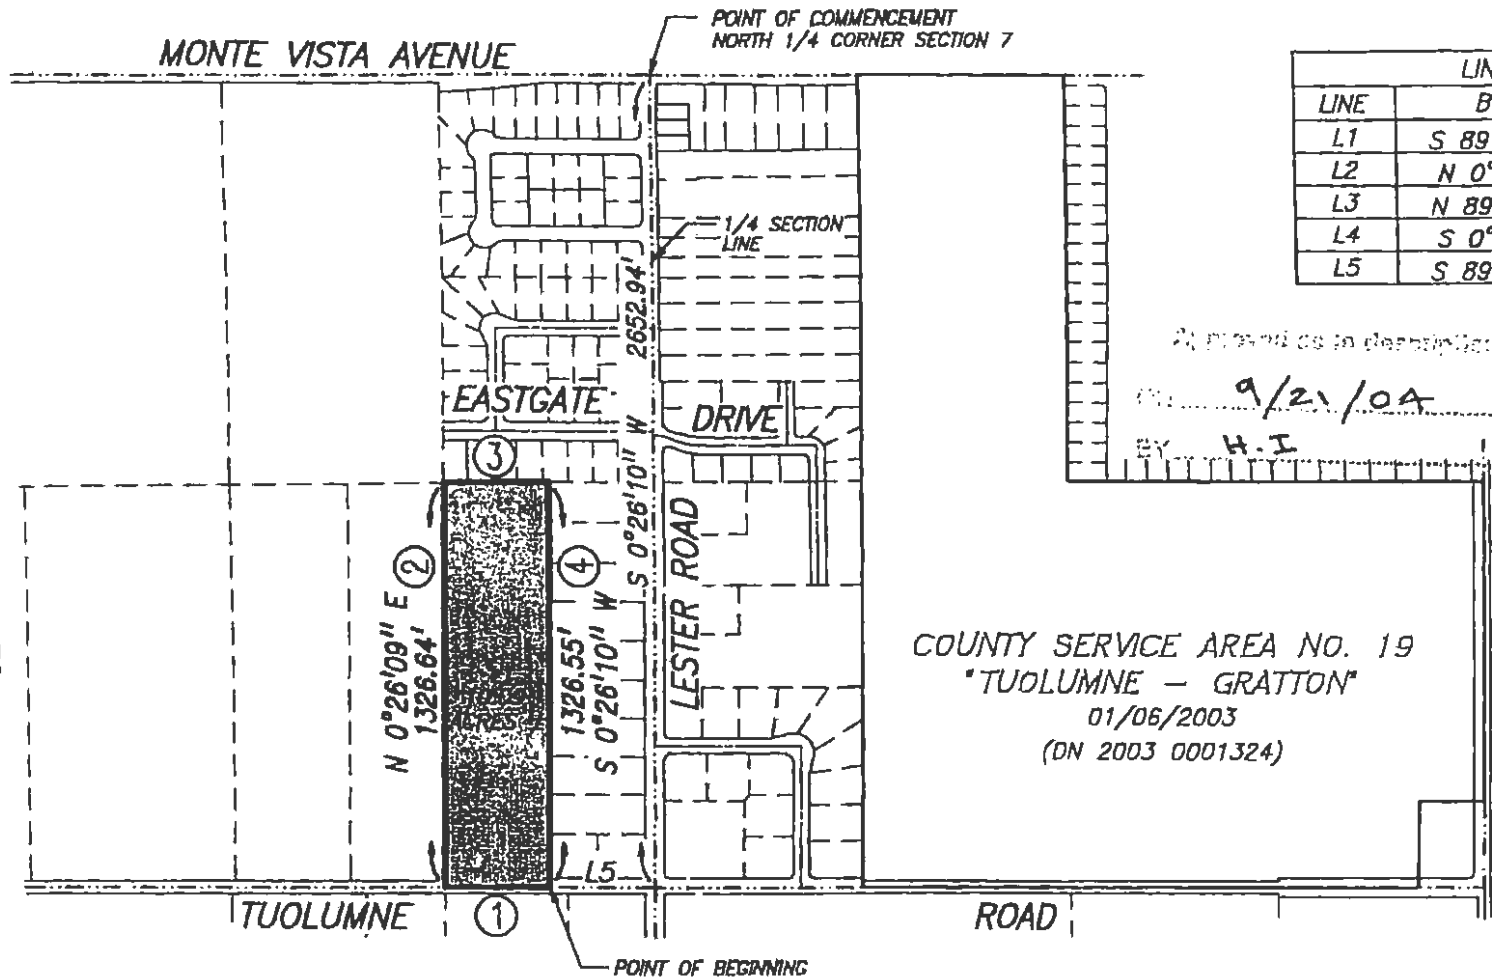 POINT OF COMMENCEMENT
NORTH 1/4 CORNER SECTION 7
MONTE VISTA AVENUE
LIN
LINE B
L1 S 89
L2 N 0°
L3 N 89
L4 S 0°
L5 S 89
1/4 SECTION
LINE
2652.94'
S 0°26'10" W
EASTGATE DRIVE
9/21/04
BY H.I
3
2
4
N 0°26'09" E
1326.64'
ACRES
1326.55'
S 0°26'10" W
LESTER ROAD
COUNTY SERVICE AREA NO. 19
"TUOLUMNE - GRATTON"
01/06/2003
(DN 2003 0001324)
L5
TUOLUMNE ROAD
1
POINT OF BEGINNING